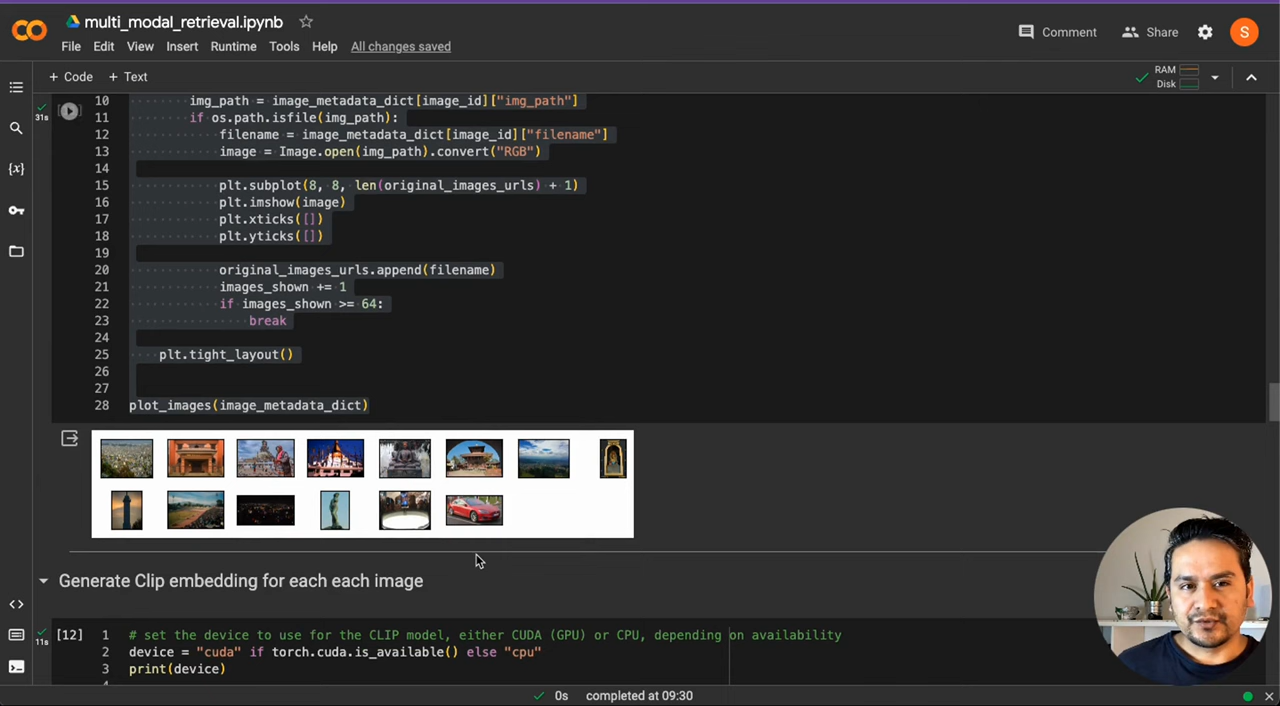 multi_modal_retrieval.ipynb
File Edit View Insert Runtime Tools Help All changes saved
Comment Share S
+ Code + Text
RAM
Disk
31s
10 img_path = image_metadata_dict[image_id]["img_path"]
11 if os.path.isfile(img_path):
12 filename = image_metadata_dict[image_id]["filename"]
13 image = Image.open(img_path).convert("RGB")
14
15 plt.subplot(8, 8, len(original_images_urls) + 1)
16 plt.imshow(image)
17 plt.xticks([])
18 plt.yticks([])
19
20 original_images_urls.append(filename)
21 images_shown += 1
22 if images_shown >= 64:
23 break
24
25 plt.tight_layout()
26
27
28 plot_images(image_metadata_dict)
Generate Clip embedding for each each image
11s
[12] 1 # set the device to use for the CLIP model, either CUDA (GPU) or CPU, depending on availability
2 device = "cuda" if torch.cuda.is_available() else "cpu"
3 print(device)
0s completed at 09:30